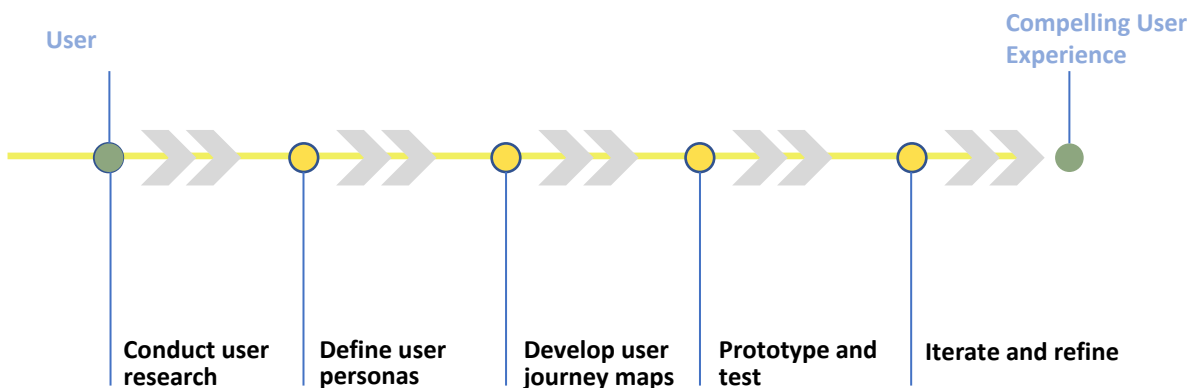 User
Compelling User
Experience
Conduct user
research
Define user
personas
Develop user
journey maps
Prototype and
test
Iterate and refine